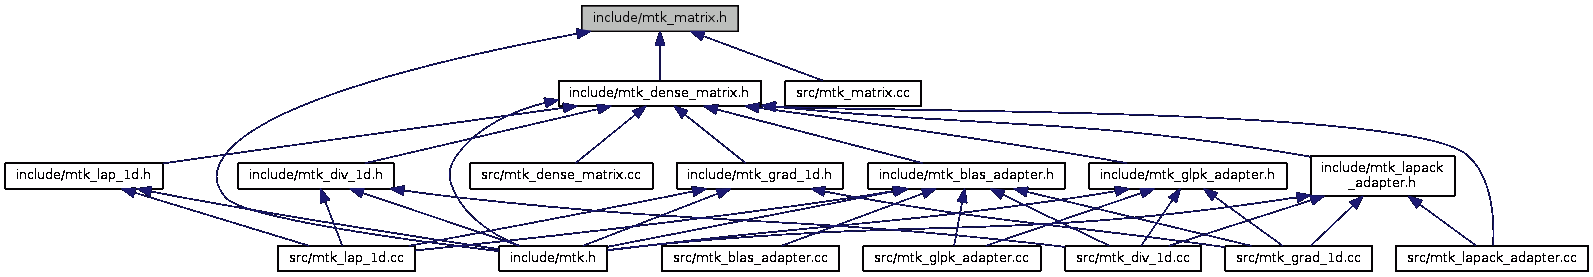 include/mtk_matrix.h
include/mtk_dense_matrix.h
src/mtk_matrix.cc
include/mtk_lap_1d.h
include/mtk_div_1d.h
src/mtk_dense_matrix.cc
include/mtk_grad_1d.h
include/mtk_blas_adapter.h
include/mtk_glpk_adapter.h
include/mtk_lapack
_adapter.h
src/mtk_lap_1d.cc
include/mtk.h
src/mtk_blas_adapter.cc
src/mtk_glpk_adapter.cc
src/mtk_div_1d.cc
src/mtk_grad_1d.cc
src/mtk_lapack_adapter.cc